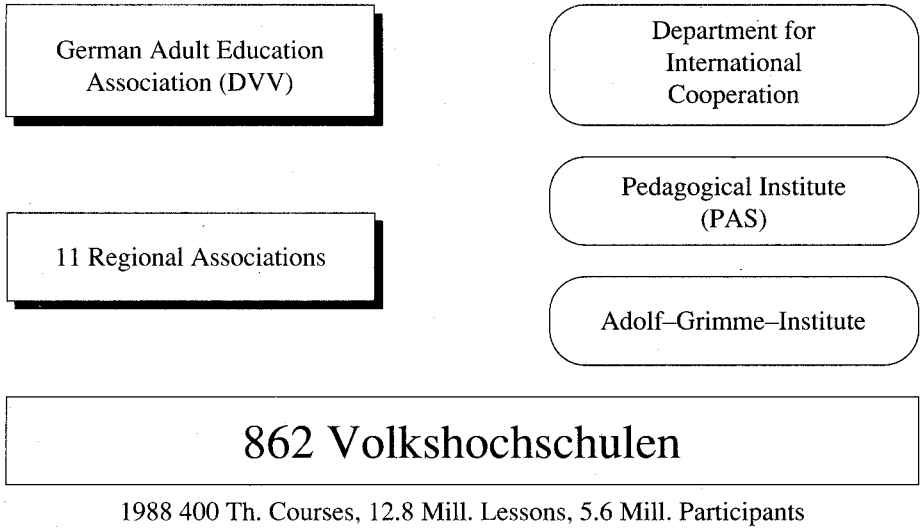 German Adult Education
Association (DVV)
Department for
International
Cooperation
Pedagogical Institute
(PAS)
11 Regional Associations
Adolf–Grimme–Institute
862 Volkshochschulen
1988 400 Th. Courses, 12.8 Mill. Lessons, 5.6 Mill. Participants